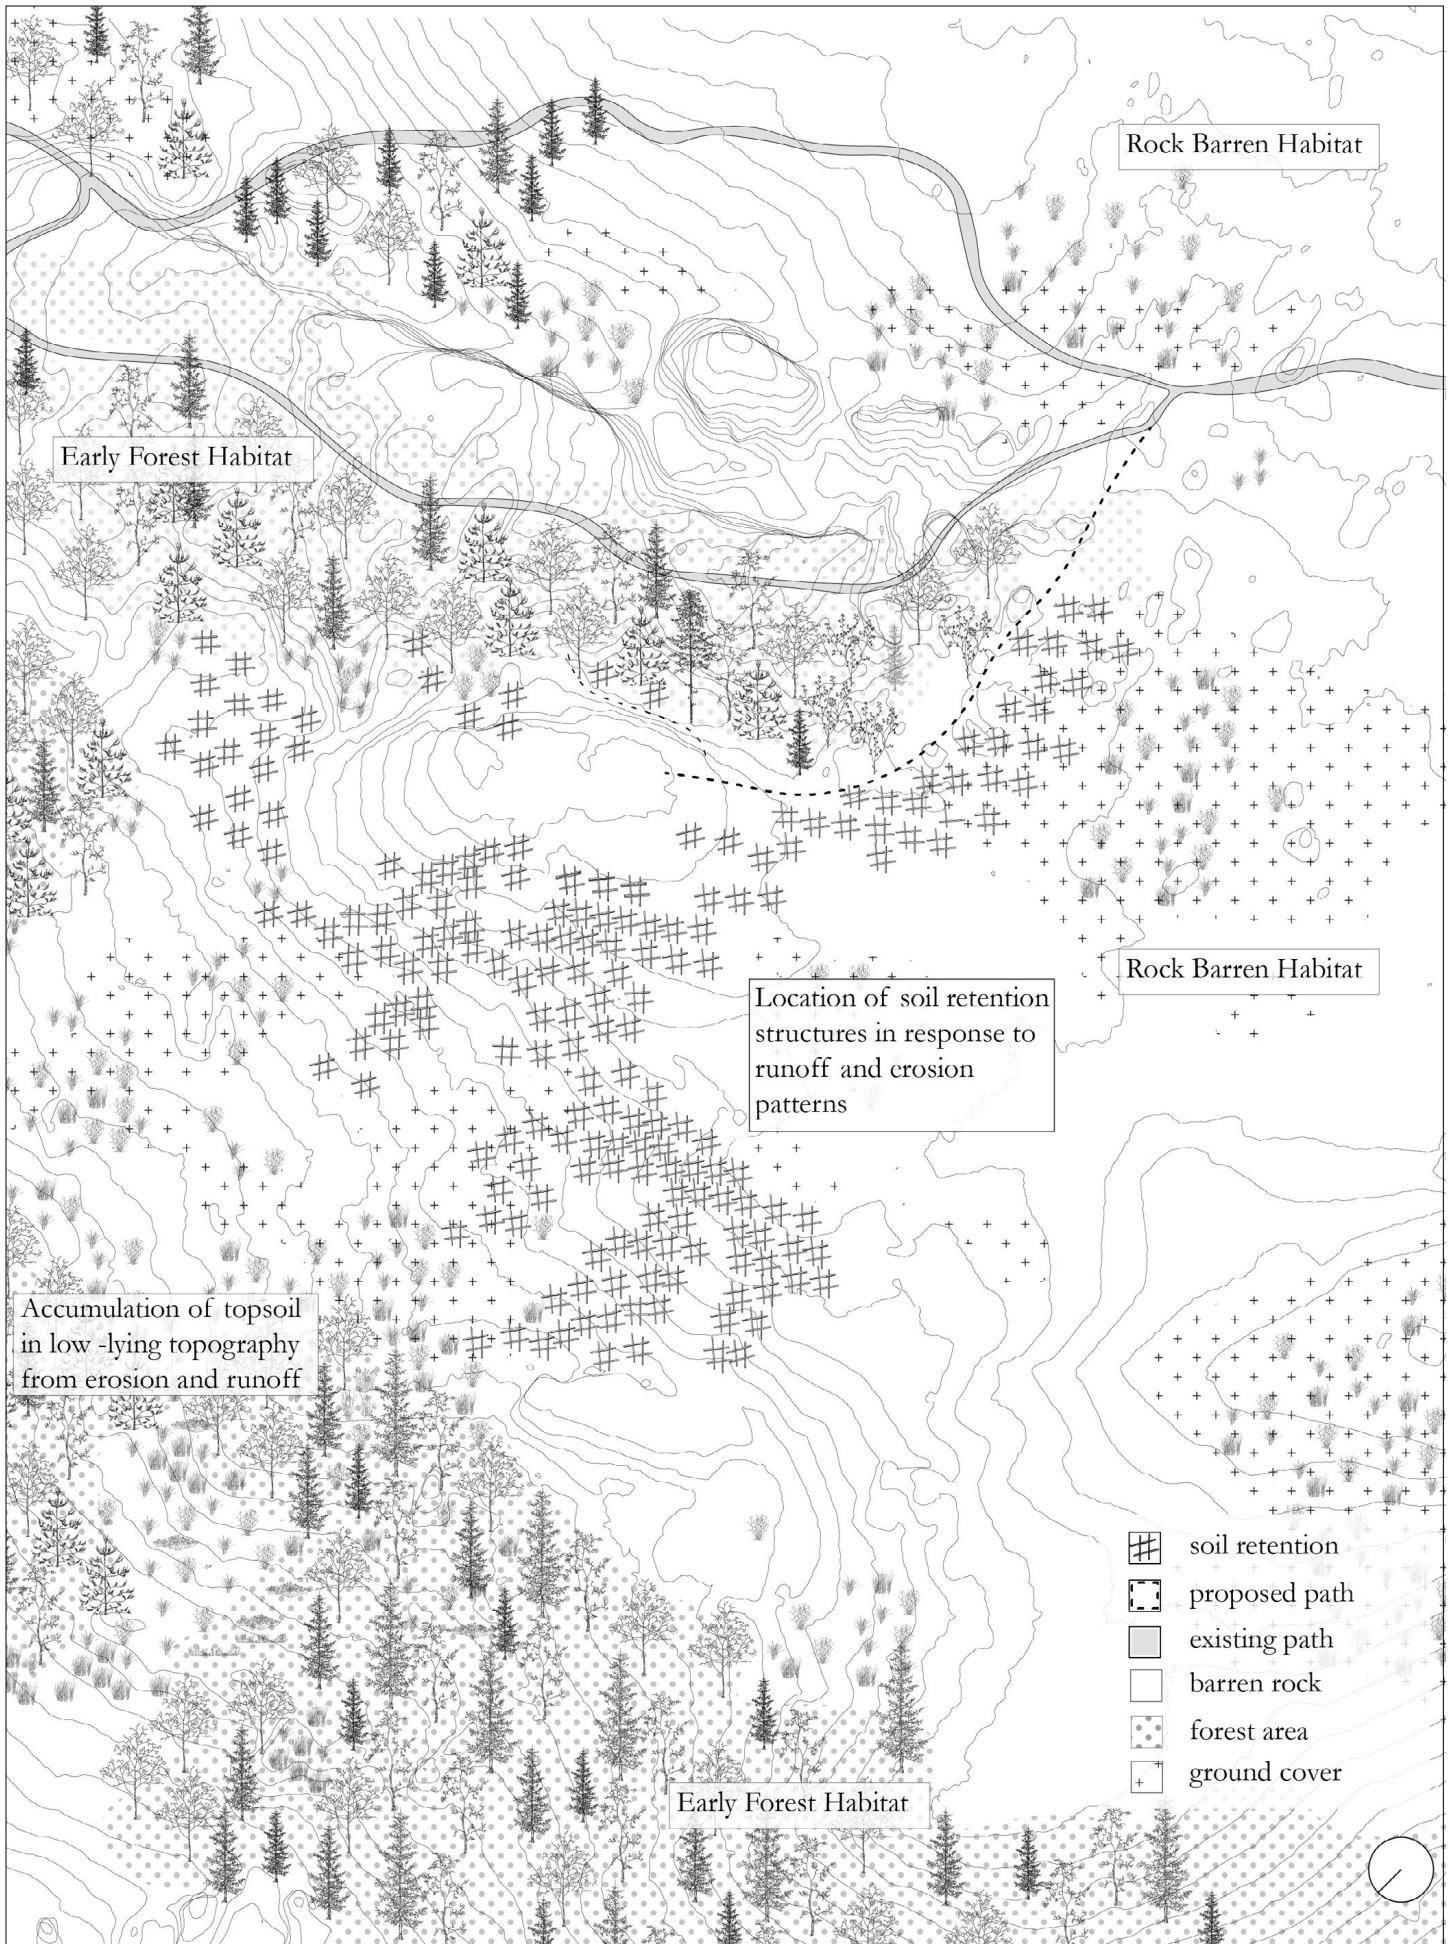 Rock Barren Habitat
Early Forest Habitat
Rock Barren Habitat
Location of soil retention
structures in response to
runoff and erosion
patterns
Accumulation of topsoil
in low -lying topography
from erosion and runoff
soil retention
proposed path
existing path
barren rock
forest area
ground cover
Early Forest Habitat